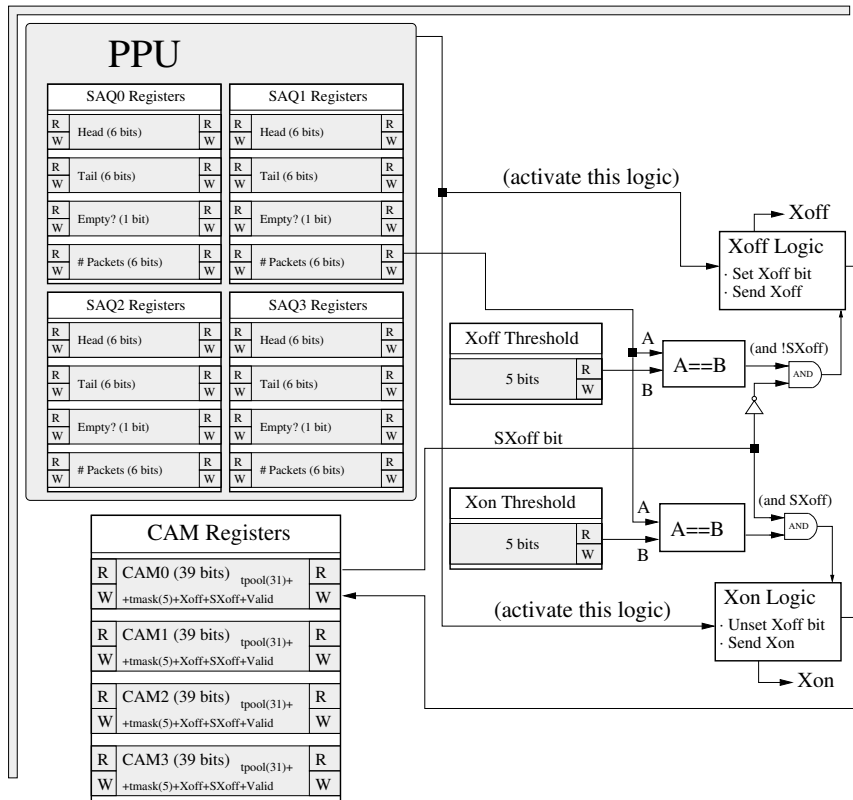 PPU
SAQ0 Registers
R
W
Head (6 bits)
R
W
R
W
Tail (6 bits)
R
W
R
W
Empty? (1 bit)
R
W
R
W
# Packets (6 bits)
R
W
SAQ1 Registers
R
W
Head (6 bits)
R
W
R
W
Tail (6 bits)
R
W
R
W
Empty? (1 bit)
R
W
R
W
# Packets (6 bits)
R
W
SAQ2 Registers
R
W
Head (6 bits)
R
W
R
W
Tail (6 bits)
R
W
R
W
Empty? (1 bit)
R
W
R
W
# Packets (6 bits)
R
W
SAQ3 Registers
R
W
Head (6 bits)
R
W
R
W
Tail (6 bits)
R
W
R
W
Empty? (1 bit)
R
W
R
W
# Packets (6 bits)
R
W
(activate this logic)
Xoff
Xoff Logic
· Set Xoff bit
· Send Xoff
Xoff Threshold
5 bits
R
W
A
B
A==B
(and !SXoff)
AND
SXoff bit
Xon Threshold
5 bits
R
W
A
B
A==B
(and SXoff)
AND
(activate this logic)
Xon Logic
· Unset Xoff bit
· Send Xon
Xon
CAM Registers
R
W
CAM0 (39 bits) tpool(31)+
+tmask(5)+Xoff+SXoff+Valid
R
W
R
W
CAM1 (39 bits) tpool(31)+
+tmask(5)+Xoff+SXoff+Valid
R
W
R
W
CAM2 (39 bits) tpool(31)+
+tmask(5)+Xoff+SXoff+Valid
R
W
R
W
CAM3 (39 bits) tpool(31)+
+tmask(5)+Xoff+SXoff+Valid
R
W